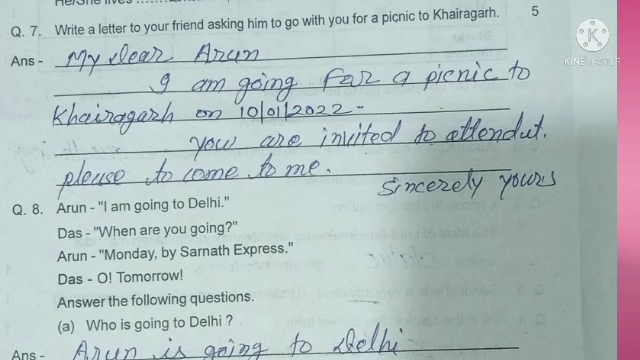 He/She lives
Q. 7. Write a letter to your friend asking him to go with you for a picnic to Khairagarh. 5
Ans - My dear Arun
I am going for a picnic to
Khairagarh on 10/01/2022-
you are invited to attendut.
please to come to me.
Sincerely yours
Q. 8. Arun - "I am going to Delhi."
Das - "When are you going?"
Arun - "Monday, by Sarnath Express."
Das - O! Tomorrow!
Answer the following questions.
(a) Who is going to Delhi ?
Ans - Arun is going to Delhi
KINEMASTER